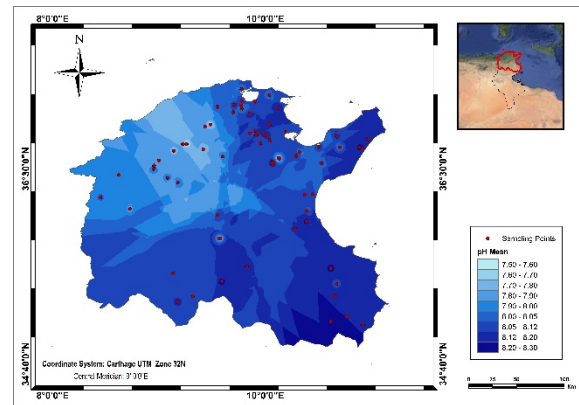 8°0'0"E
10°0'0"E
N
36°30'0"N
36°30'0"N
34°40'0"N
34°40'0"N
Sampling Points
pH Mean
7.50 - 7.60
7.60 - 7.70
7.70 - 7.80
7.80 - 7.90
7.90 - 8.00
8.00 - 8.05
8.05 - 8.12
8.12 - 8.20
8.20 - 8.30
Coordinate System: Carthage UTM Zone 32N
Central Meridian: 9°0'0"E
8°0'0"E
10°0'0"E
0
50
100
Km